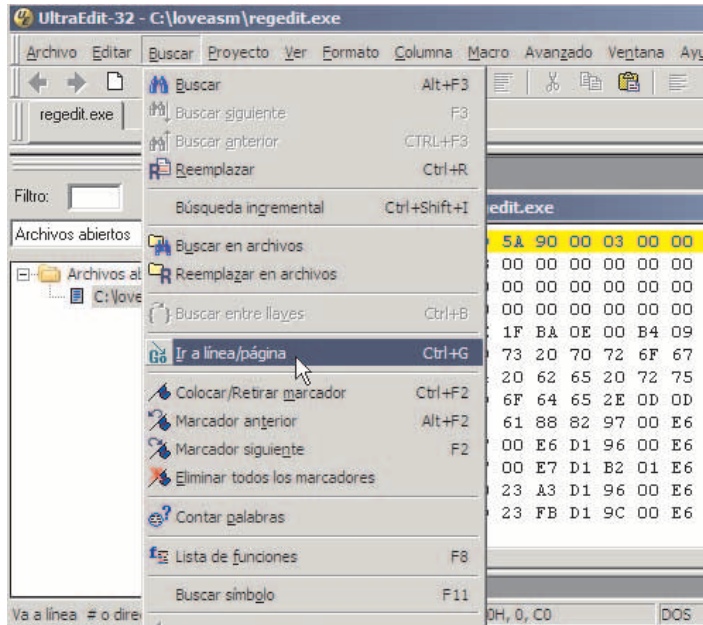 UltraEdit-32 - C:\loveasm\regedit.exe
Archivo Editar Buscar Proyecto Ver Formato Columna Macro Avanzado Ventana
regedit.exe
Filtro:
Archivos abiertos
Archivos
Buscar Alt+F3
Buscar siguiente F3
Buscar anterior CTRL+F3
Reemplazar Ctrl+R
Búsqueda incremental Ctrl+Shift+I
Buscar en archivos
Reemplazar en archivos
Buscar entre llaves Ctrl+B
Ir a línea/página Ctrl+G
Colocar/Retirar marcador Ctrl+F2
Marcador anterior Alt+F2
Marcador siguiente F2
Eliminar todos los marcadores
Contar palabras
Lista de funciones F8
Buscar símbolo F11
edit.exe
5A 90 00 03 00 00
00 00 00 00 00 00
00 00 00 00 00 00
00 00 00 00 00 00
1F BA 0E 00 B4 09
73 20 70 72 6F 67
20 62 65 20 72 75
6F 64 65 2E 0D 0D
61 88 82 97 00 E6
00 E6 D1 96 00 E6
00 E7 D1 B2 01 E6
23 A3 D1 96 00 E6
23 FB D1 9C 00 E6
Va a línea # o
0H, 0, C0 DOS